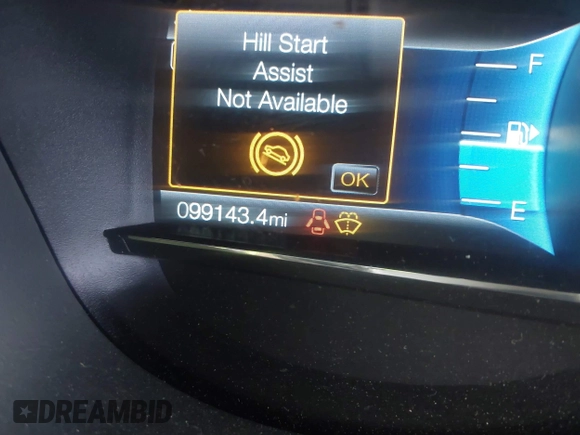 Hill Start
Assist
Not Available
OK
F
E
099143.4mi
DREAMBID